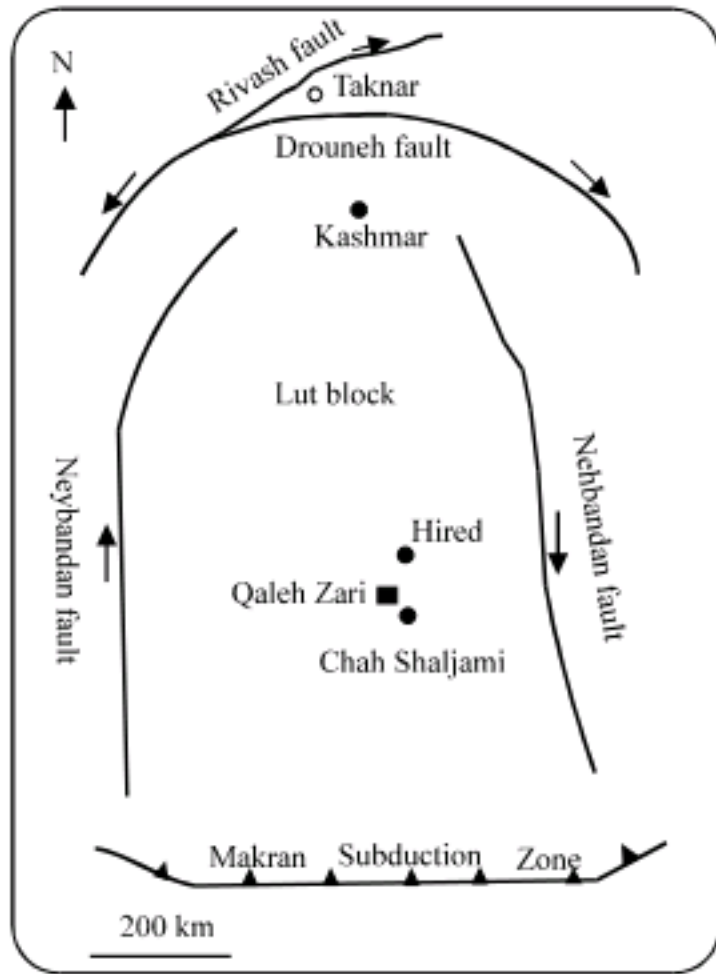 Rivash fault
N
Taknar
Drouneh fault
Kashmar
Lut block
Neybandan fault
Nehbandan fault
Hired
Qaleh Zari
Chah Shaljami
Makran Subduction Zone
200 km